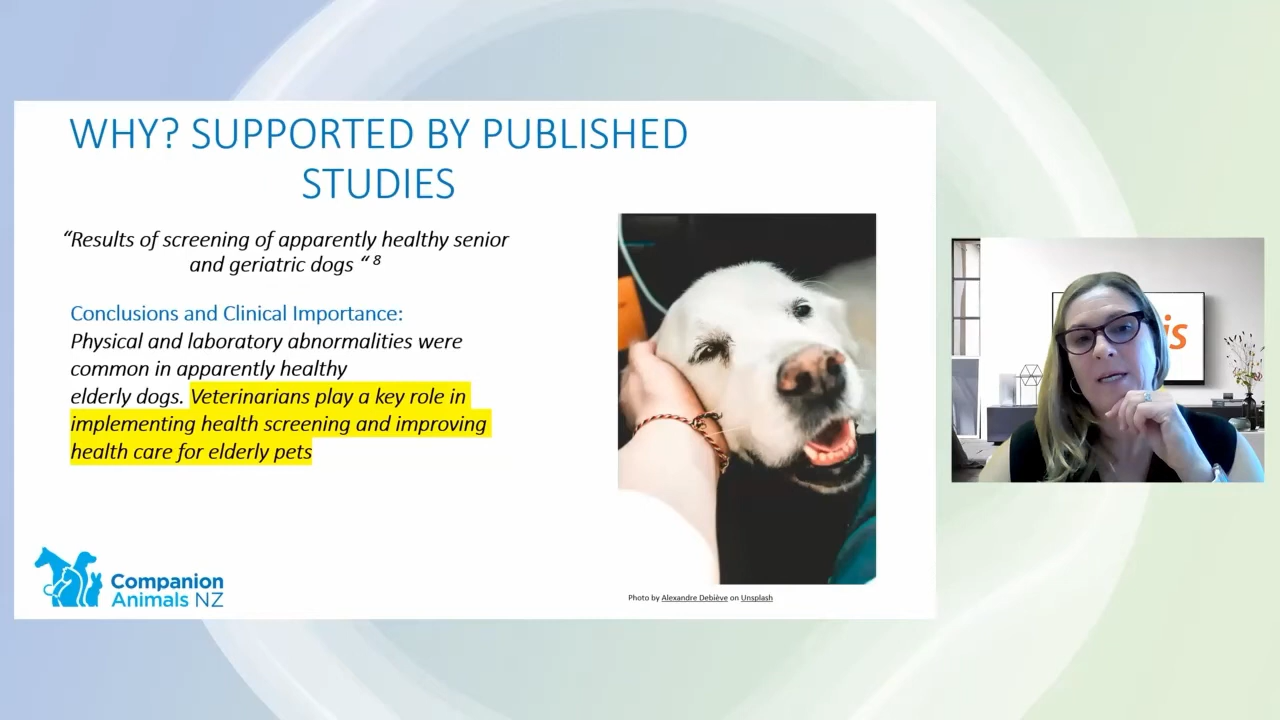 WHY? SUPPORTED BY PUBLISHED
STUDIES
“Results of screening of apparently healthy senior
and geriatric dogs “ 8
Conclusions and Clinical Importance:
Physical and laboratory abnormalities were
common in apparently healthy
elderly dogs. Veterinarians play a key role in
implementing health screening and improving
health care for elderly pets
Companion
Animals NZ
Photo by Alexandre Debiève on Unsplash